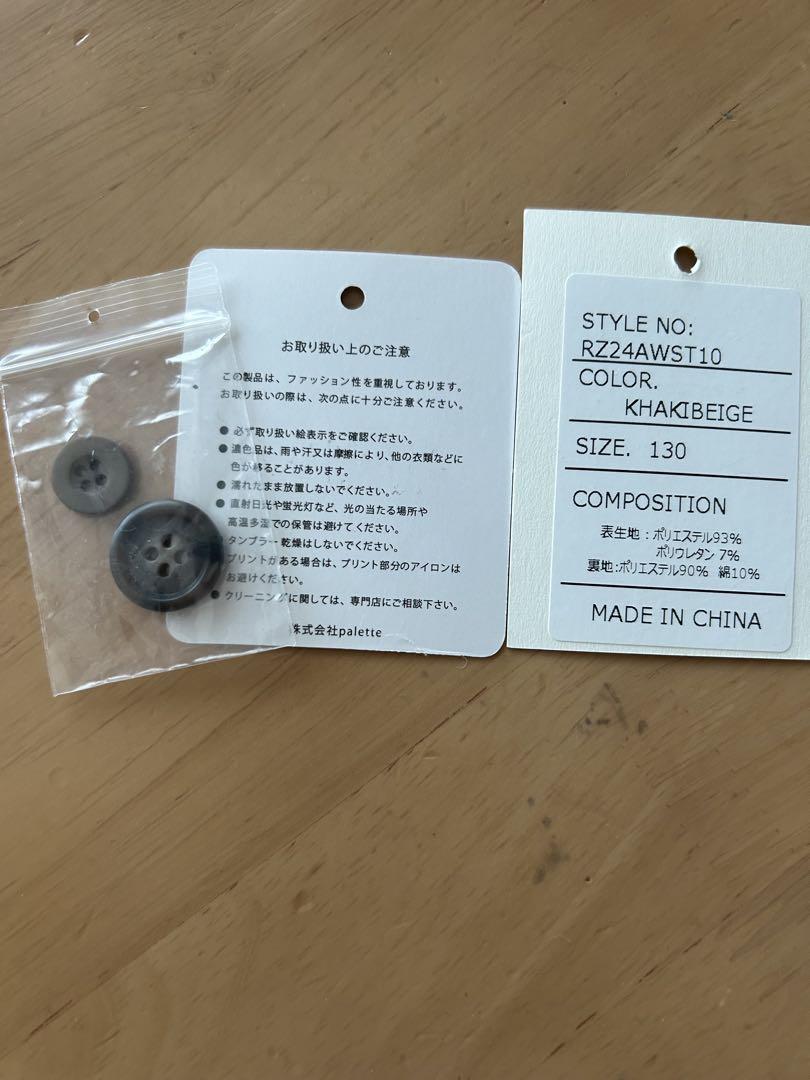 お取り扱い上のご注意
この製品は、ファッション性を重視しております。
お取り扱いの際は、次の点に十分ご注意ください。
● 必ず取り扱い絵表示をご確認ください。
● 濃色品は、雨や汗又は摩擦により、他の衣類などに
色が移ることがあります。
● 濡れたまま放置しないでください。
● 直射日光や蛍光灯など、光の当たる場所や
高温多湿での保管は避けてください。
タンブラー乾燥はしないでください。
プリントがある場合は、プリント部分のアイロンは
お避けください。
● クリーニングに関しては、専門店にご相談下さい。
株式会社palette
STYLE NO:
RZ24AWST10
COLOR.
KHAKIBEIGE
SIZE. 130
COMPOSITION
表生地：ポリエステル93%
ポリウレタン 7%
裏地:ポリエステル90% 綿10%
MADE IN CHINA